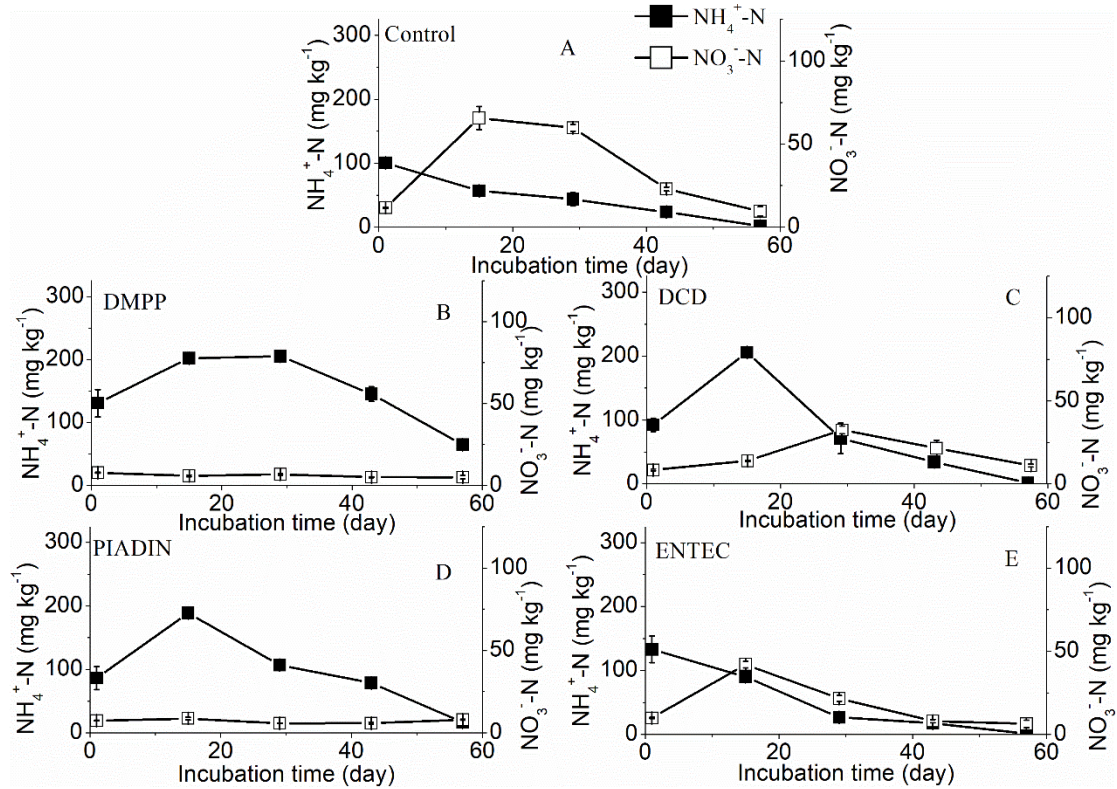 Control
A
NH₄⁺-N
NO₃⁻-N
NH₄⁺-N (mg kg⁻¹)
300
200
100
0
NO₃⁻-N (mg kg⁻¹)
100
50
0
0 20 40 60
Incubation time (day)
DMPP
B
NH₄⁺-N (mg kg⁻¹)
300
200
100
0
NO₃⁻-N (mg kg⁻¹)
100
50
0
0 20 40 60
Incubation time (day)
DCD
C
NH₄⁺-N (mg kg⁻¹)
300
200
100
0
NO₃⁻-N (mg kg⁻¹)
100
50
0
0 20 40 60
Incubation time (day)
PIADIN
D
NH₄⁺-N (mg kg⁻¹)
300
200
100
0
NO₃⁻-N (mg kg⁻¹)
100
50
0
0 20 40 60
Incubation time (day)
ENTEC
E
NH₄⁺-N (mg kg⁻¹)
300
200
100
0
NO₃⁻-N (mg kg⁻¹)
100
50
0
0 20 40 60
Incubation time (day)